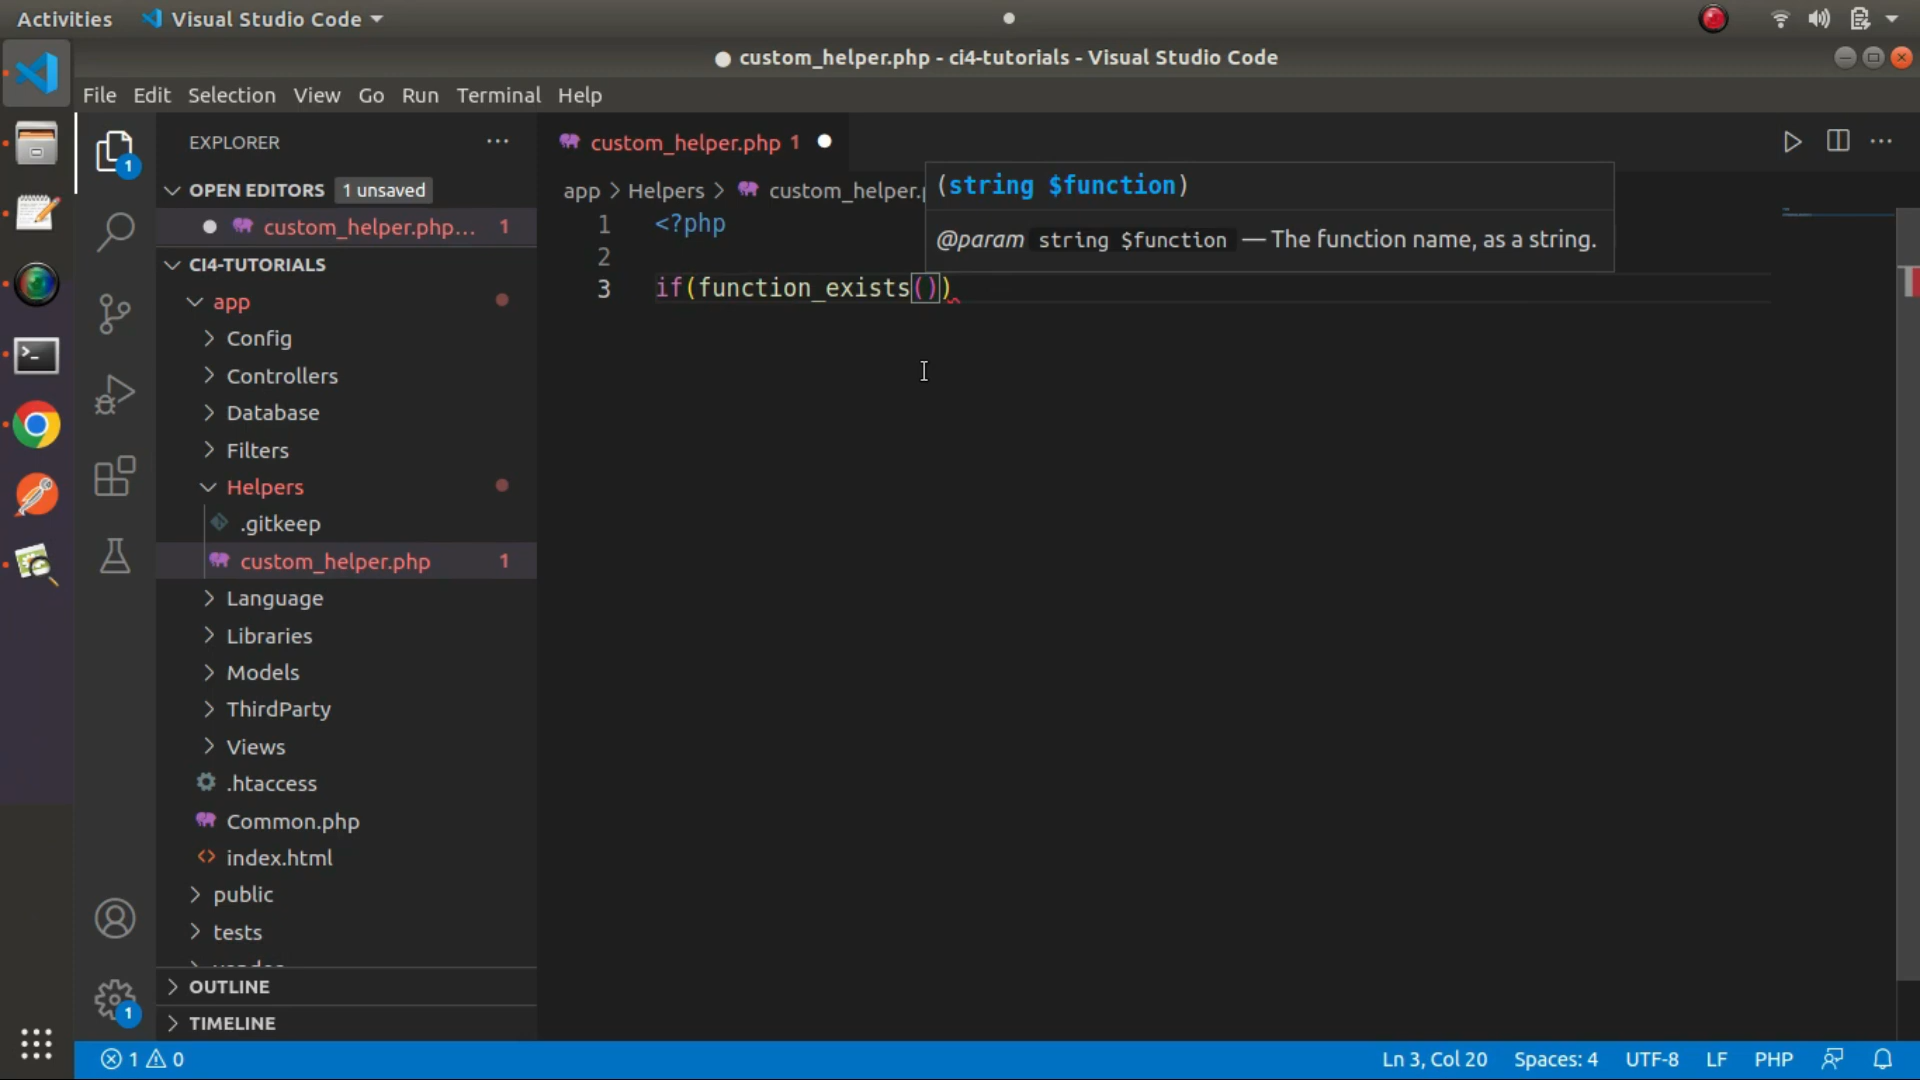 Activities Visual Studio Code
custom_helper.php - ci4-tutorials - Visual Studio Code
File Edit Selection View Go Run Terminal Help
1
EXPLORER ...
OPEN EDITORS 1 unsaved
custom_helper.php... 1
CI4-TUTORIALS
app
Config
Controllers
Database
Filters
Helpers
.gitkeep
custom_helper.php 1
Language
Libraries
Models
ThirdParty
Views
.htaccess
Common.php
index.html
public
tests
OUTLINE
TIMELINE
1
custom_helper.php 1
app > Helpers > custom_helper.p
(string $function)
@param string $function — The function name, as a string.
1 <?php
2
3 if(function_exists())
1 0
Ln 3, Col 20 Spaces: 4 UTF-8 LF PHP